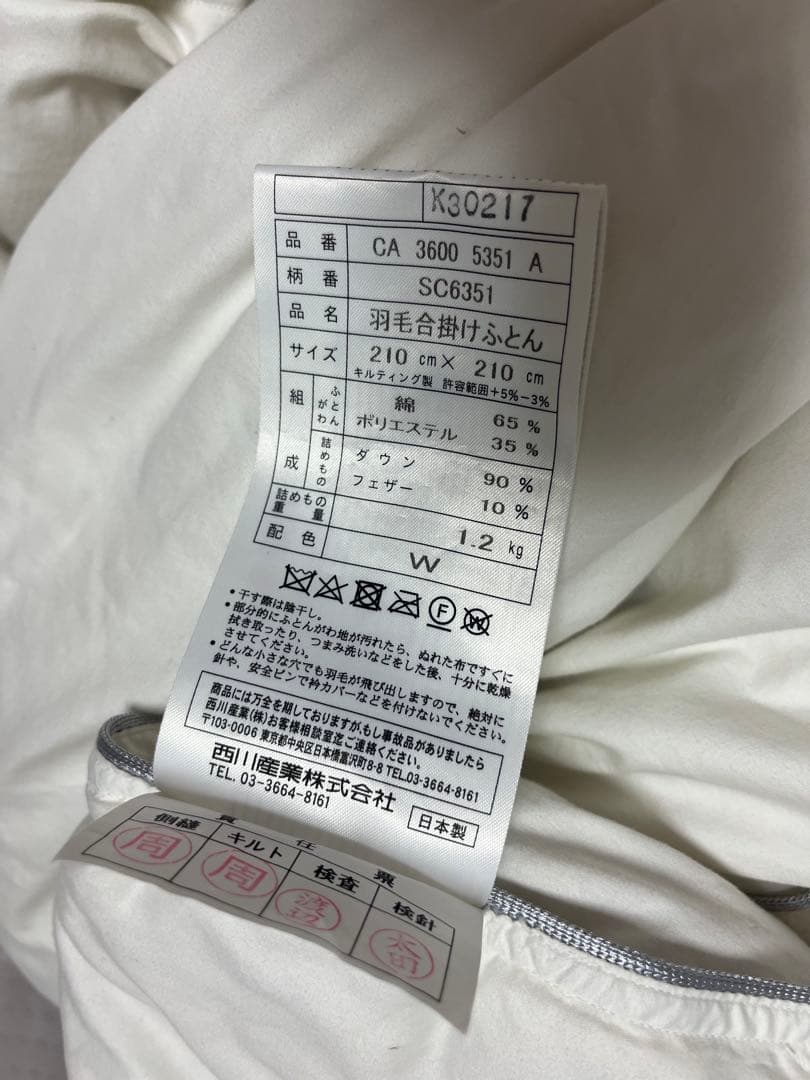 K30217
品番 CA 3600 5351 A
柄番 SC6351
品名 羽毛合掛けふとん
サイズ 210 cm× 210 cm
キルティング製 許容範囲+5%−3%
組成
ふとんがわ 綿 65 %
ポリエステル 35 %
詰めもの ダウン 90 %
フェザー 10 %
詰めもの重量 1.2 kg
配色 W
F W
・干す際は陰干し。
・部分的にふとんがわ地が汚れたら、ぬれた布ですぐに
拭き取ったり、つまみ洗いなどをした後、十分に乾燥
させてください。
・どんな小さな穴でも羽毛が飛び出しますので、絶対に
針や、安全ピンで衿カバーなどを付けないでください。
商品には万全を期しておりますが、もし事故品がありましたら
西川産業(株)お客様相談室迄ご連絡ください。
〒103-0006 東京都中央区日本橋富沢町8-8 TEL.03-3664-8161
西川産業株式会社
TEL. 03-3664-8161
日本製
責任票
側縫 キルト 検査 検針
周 周 渡辺 太田